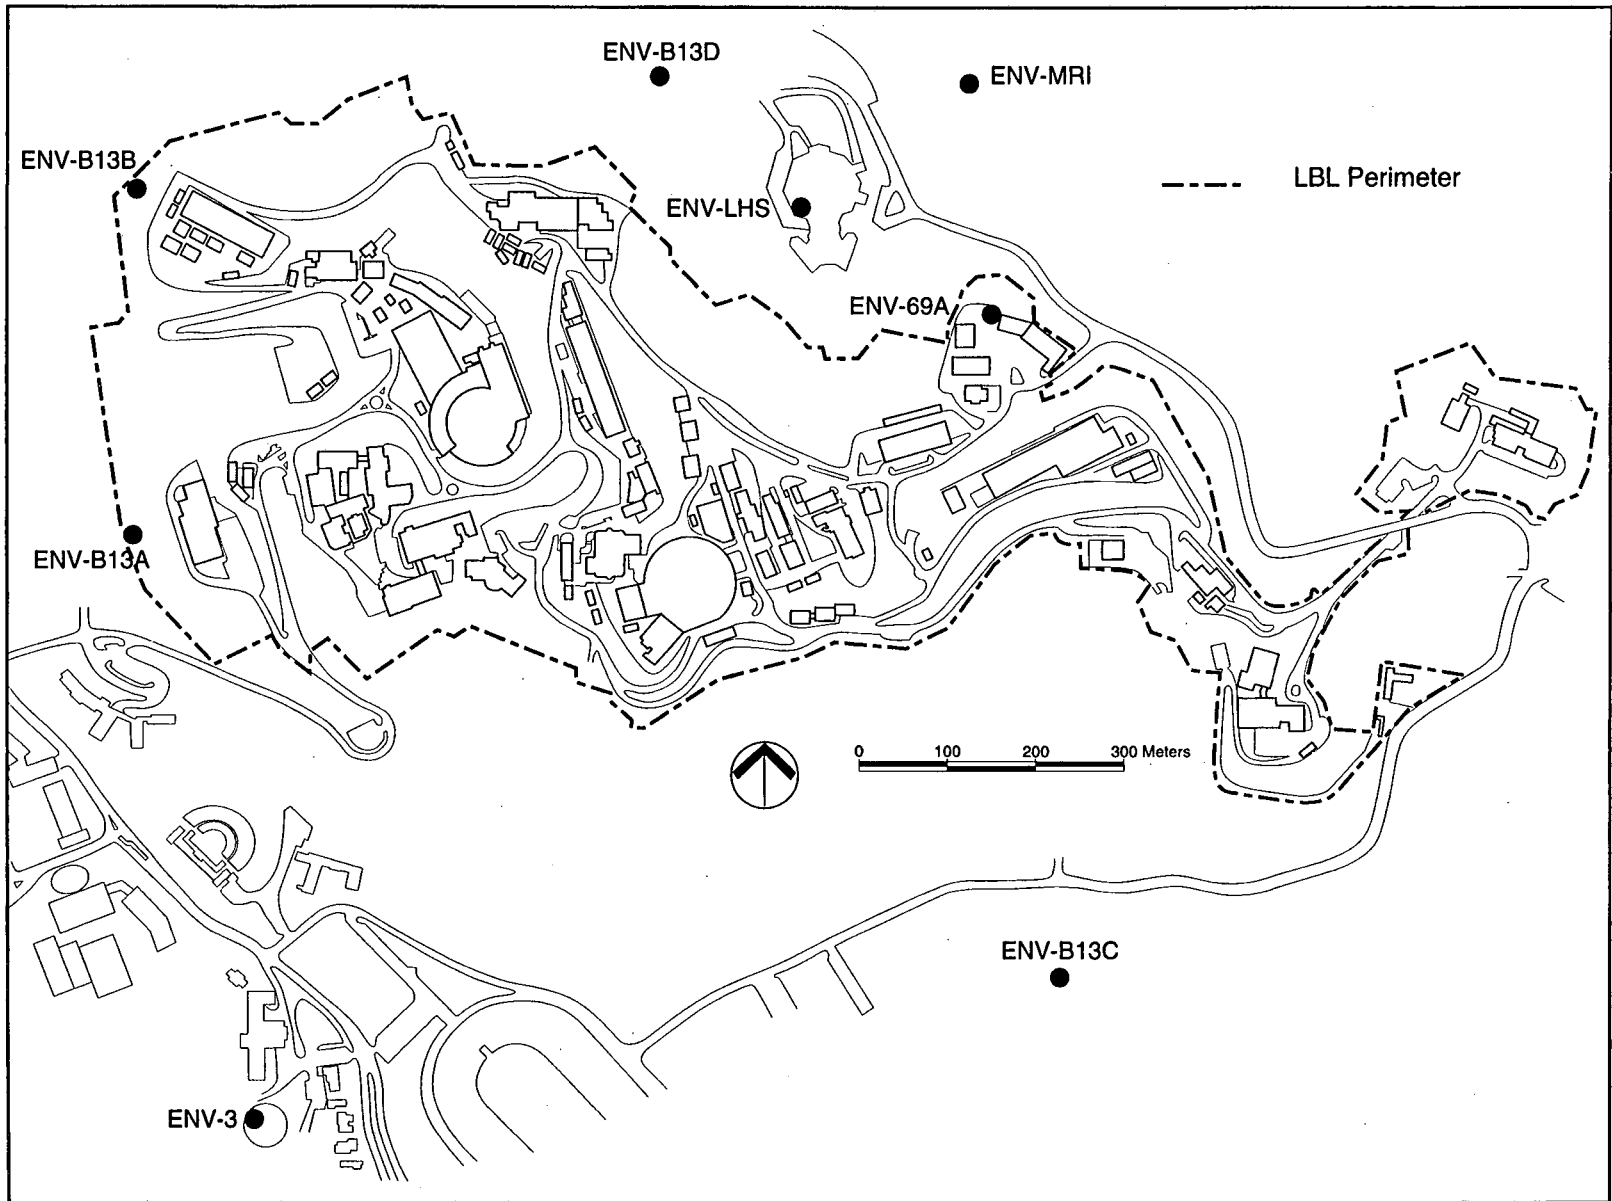 ENV-B13D
ENV-MRI
ENV-B13B
LBL Perimeter
ENV-LHS
ENV-69A
ENV-B13A
0 100 200 300 Meters
ENV-B13C
ENV-3